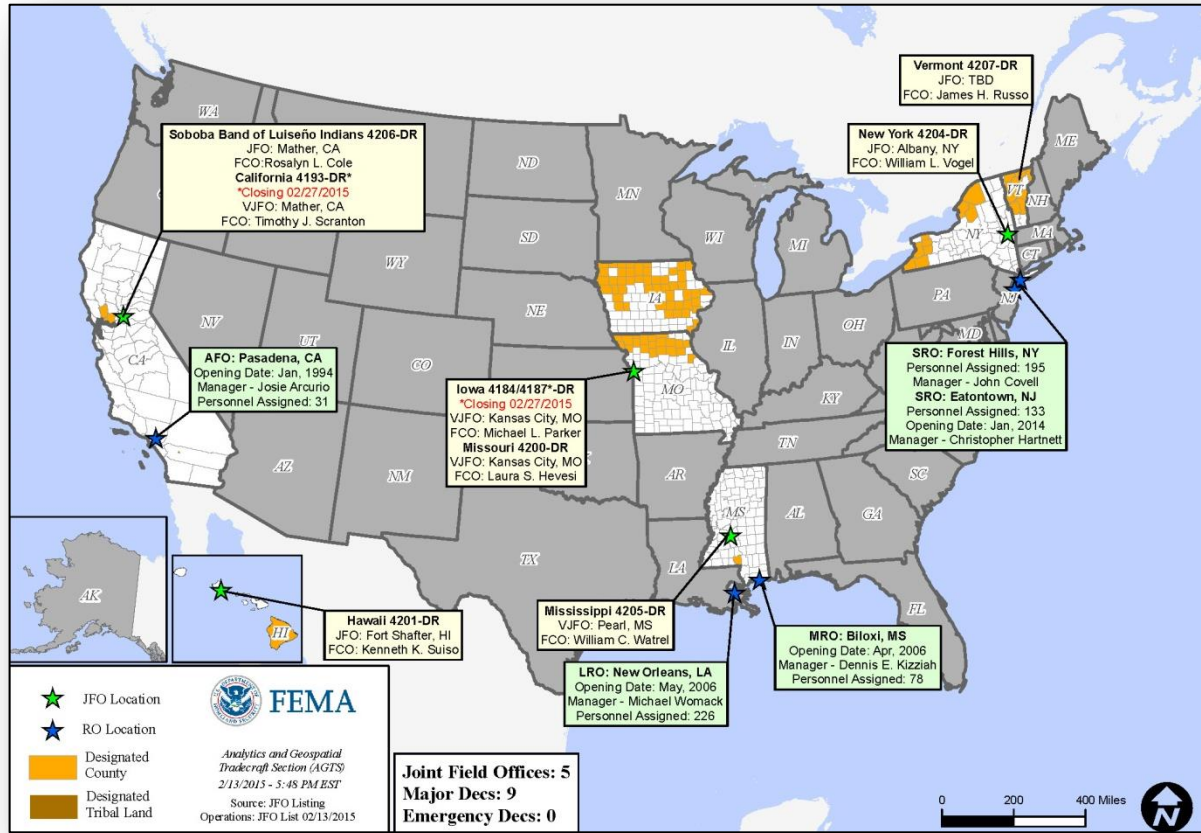 Vermont 4207-DR
JFO: TBD
FCO: James H. Russo
New York 4204-DR
JFO: Albany, NY
FCO: William L. Vogel
Soboba Band of Luiseño Indians 4206-DR
JFO: Mather, CA
FCO:Rosalyn L. Cole
California 4193-DR*
*Closing 02/27/2015
VJFO: Mather, CA
FCO: Timothy J. Scranton
WA
ND
MN
ME
VT
NH
SD
WI
MI
NY
MA
CT
WY
IA
NE
PA
NJ
NV
UT
CA
CO
IL
IN
OH
MD
AFO: Pasadena, CA
Opening Date: Jan, 1994
Manager - Josie Arcurio
Personnel Assigned: 31
Iowa 4184/4187*-DR
*Closing 02/27/2015
VJFO: Kansas City, MO
FCO: Michael L. Parker
Missouri 4200-DR
VJFO: Kansas City, MO
FCO: Laura S. Hevesi
MO
KY
SRO: Forest Hills, NY
Personnel Assigned: 195
Manager - John Covell
SRO: Eatontown, NJ
Personnel Assigned: 133
Opening Date: Jan, 2014
Manager - Christopher Hartnett
AZ
NM
TN
AR
SC
MS
AL
GA
TX
LA
FL
AK
HI
Hawaii 4201-DR
JFO: Fort Shafter, HI
FCO: Kenneth K. Suiso
Mississippi 4205-DR
VJFO: Pearl, MS
FCO: William C. Watrel
LRO: New Orleans, LA
Opening Date: May, 2006
Manager - Michael Womack
Personnel Assigned: 226
MRO: Biloxi, MS
Opening Date: Apr, 2006
Manager - Dennis E. Kizziah
Personnel Assigned: 78
JFO Location
RO Location
Designated
County
Designated
Tribal Land
FEMA
Analytics and Geospatial
Tradecraft Section (AGTS)
2/13/2015 - 5:48 PM EST
Source: JFO Listing
Operations: JFO List 02/13/2015
Joint Field Offices: 5
Major Decs: 9
Emergency Decs: 0
0 200 400 Miles
N